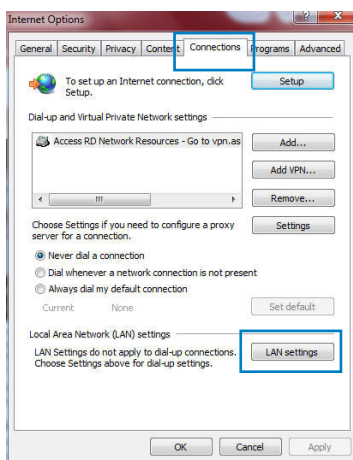 Internet Options
General Security Privacy Content Connections Programs Advanced
To set up an Internet connection, click
Setup.
Setup
Dial-up and Virtual Private Network settings
Access RD Network Resources - Go to vpn.as
Add...
Add VPN...
Remove...
Choose Settings if you need to configure a proxy
server for a connection.
Settings
Never dial a connection
Dial whenever a network connection is not present
Always dial my default connection
Current None
Set default
Local Area Network (LAN) settings
LAN Settings do not apply to dial-up connections.
Choose Settings above for dial-up settings.
LAN settings
OK Cancel Apply